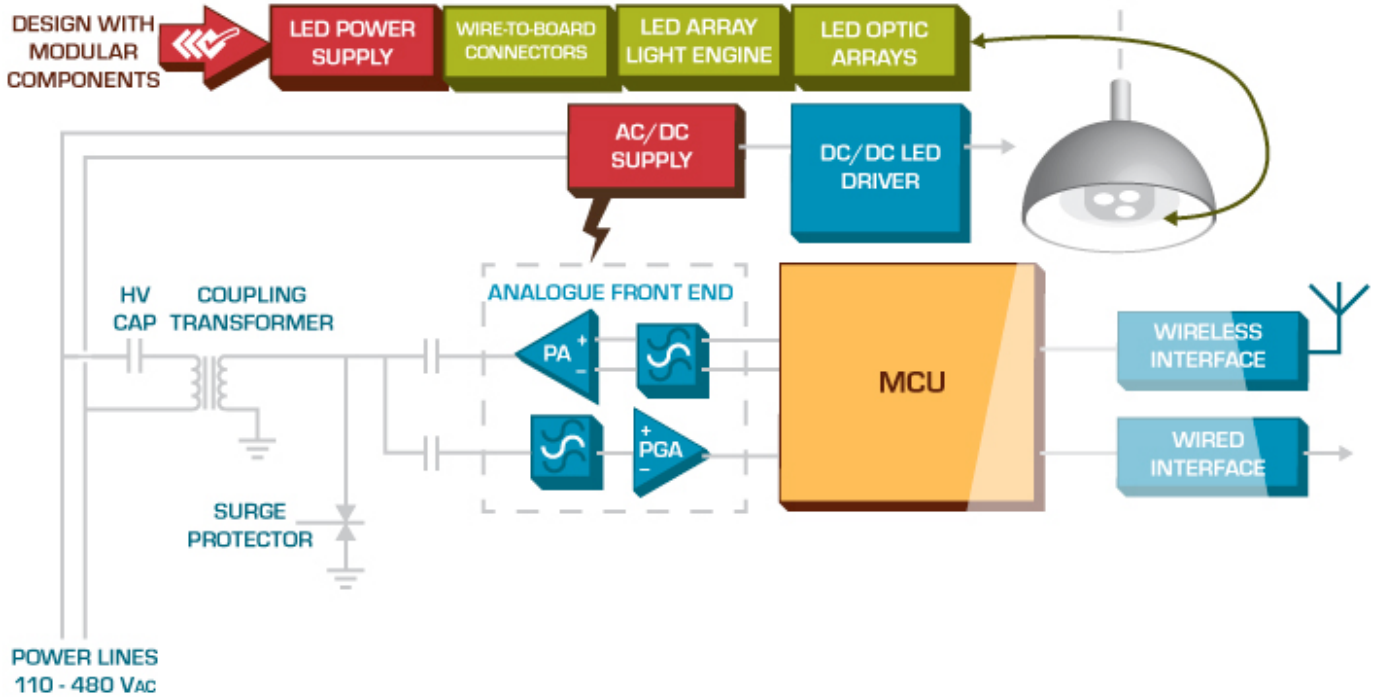 DESIGN WITH
MODULAR
COMPONENTS
LED POWER
SUPPLY
WIRE-TO-BOARD
CONNECTORS
LED ARRAY
LIGHT ENGINE
LED OPTIC
ARRAYS
AC/DC
SUPPLY
DC/DC LED
DRIVER
HV
CAP
COUPLING
TRANSFORMER
ANALOGUE FRONT END
PA
+
−
+
PGA
−
MCU
WIRELESS
INTERFACE
WIRED
INTERFACE
SURGE
PROTECTOR
POWER LINES
110 - 480 VAC